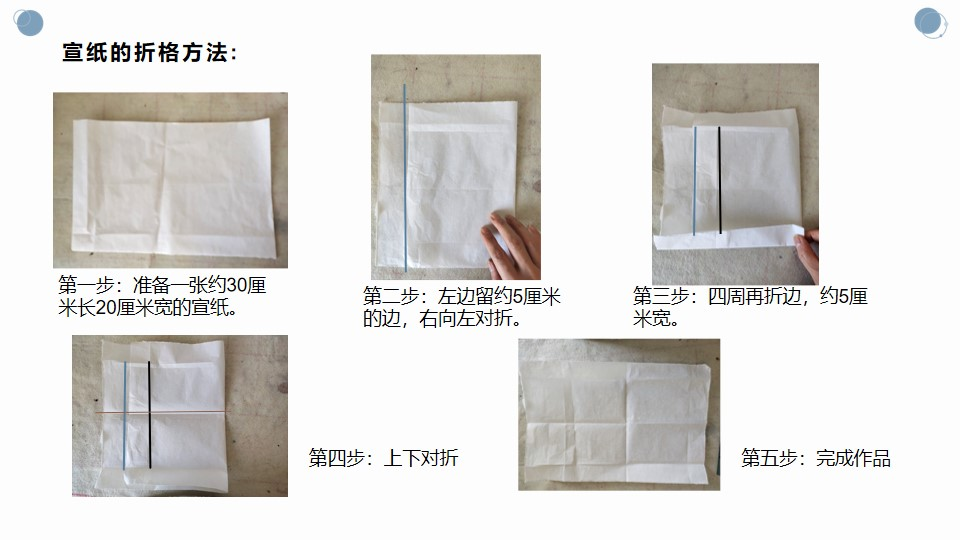 宣纸的折格方法：
第一步：准备一张约30厘
米长20厘米宽的宣纸。
第二步：左边留约5厘米
的边，右向左对折。
第三步：四周再折边，约5厘
米宽。
第四步：上下对折
第五步：完成作品